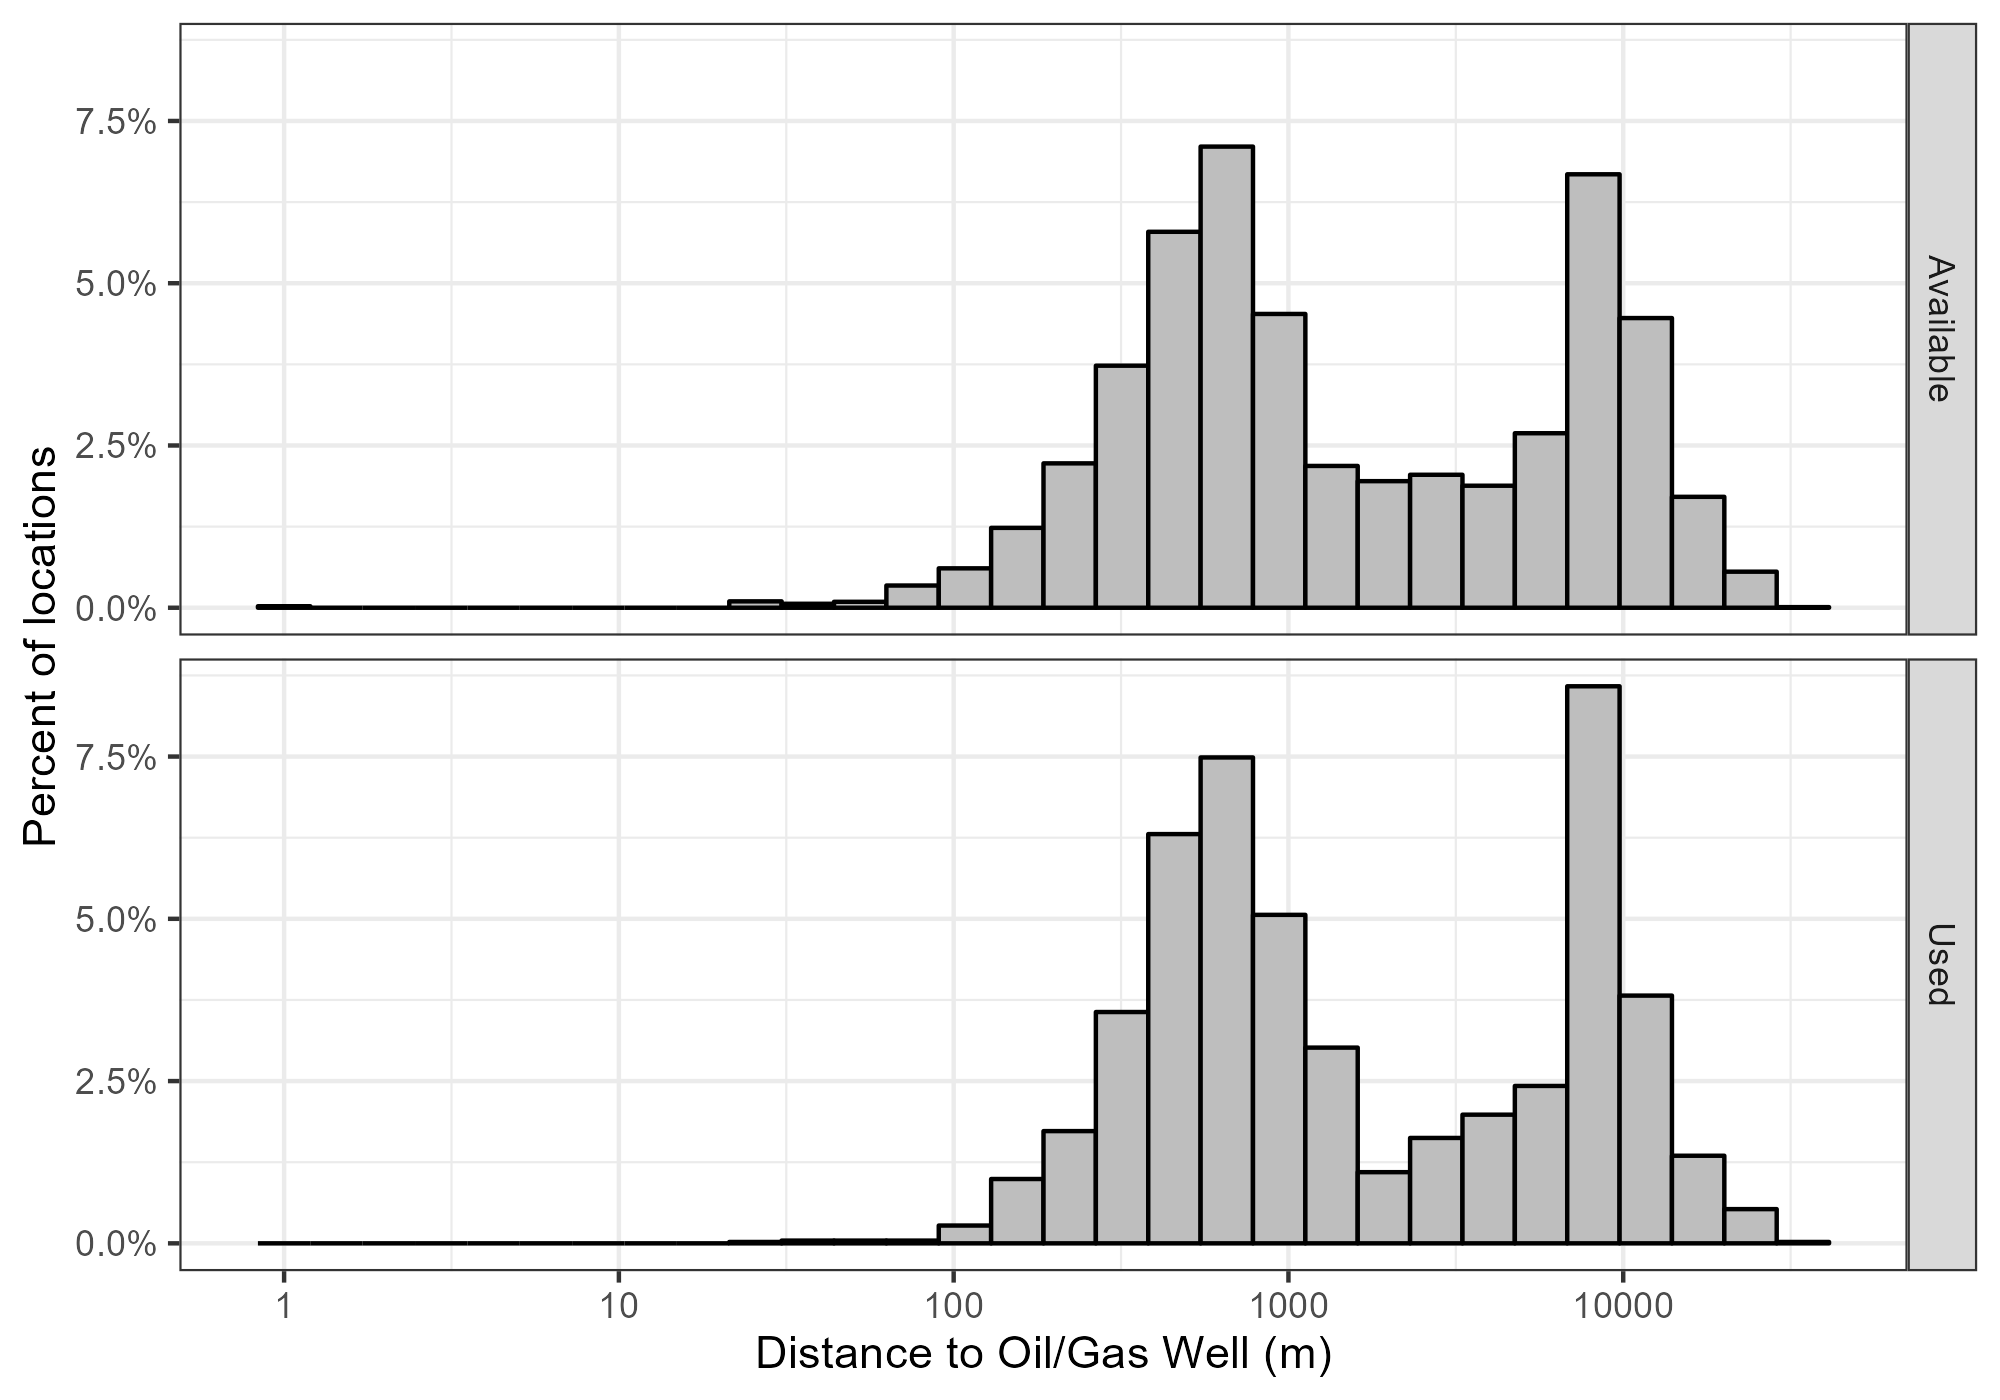 Percent of locations
7.5%
5.0%
2.5%
0.0%
Available
7.5%
5.0%
2.5%
0.0%
Used
1 10 100 1000 10000
Distance to Oil/Gas Well (m)